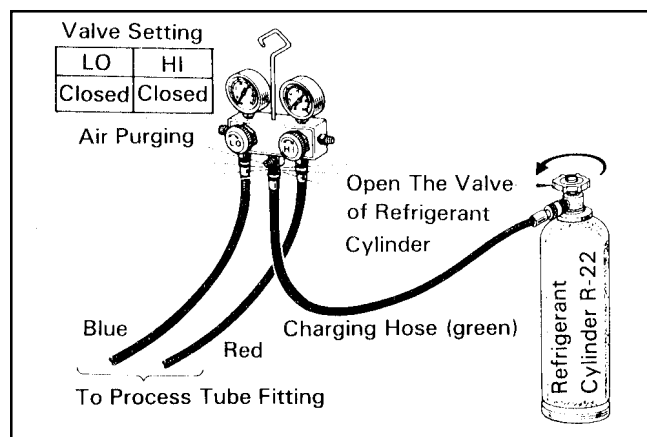 Valve Setting
LO HI
Closed Closed
Air Purging
LO
HI
Open The Valve
of Refrigerant
Cylinder
Blue
Red
Charging Hose (green)
To Process Tube Fitting
Refrigerant
Cylinder R-22